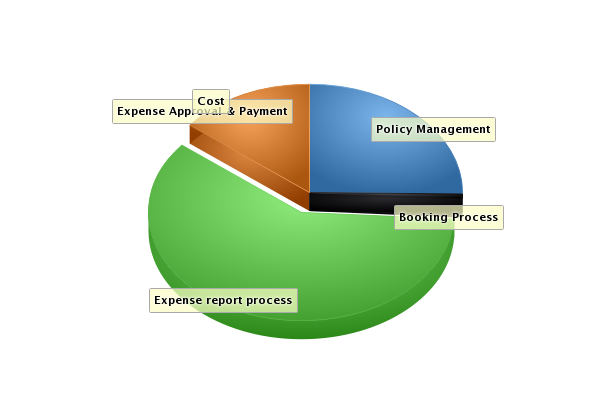 Cost
Expense Approval & Payment
Policy Management
Booking Process
Expense report process